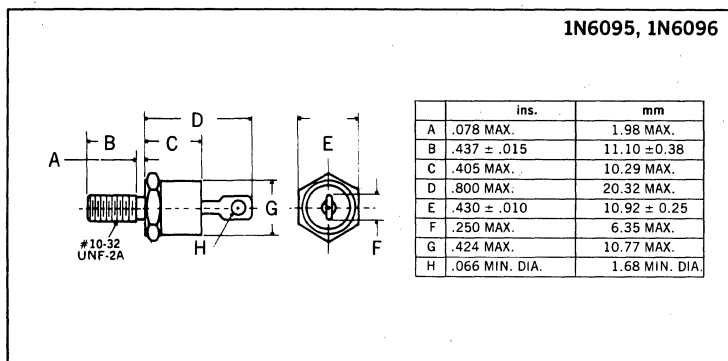 1N6095, 1N6096
D
B
C
E
A
G
H
F
#10-32
UNF-2A
ins. mm
A .078 MAX. 1.98 MAX.
B .437 ± .015 11.10 ±0.38
C .405 MAX. 10.29 MAX.
D .800 MAX. 20.32 MAX.
E .430 ± .010 10.92 ± 0.25
F .250 MAX. 6.35 MAX.
G .424 MAX. 10.77 MAX.
H .066 MIN. DIA. 1.68 MIN. DIA.